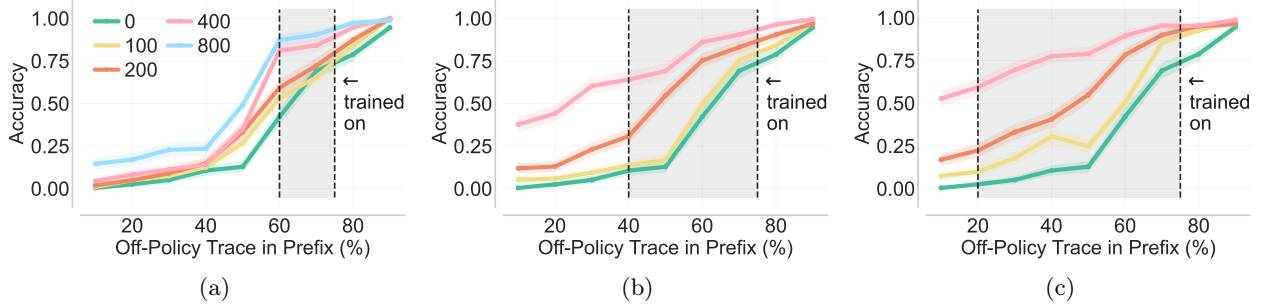 1.00
0.75
0.50
0.25
0.00
Accuracy
0 400
100 800
200
← trained on
20 40 60 80
Off-Policy Trace in Prefix (%)
(a)
1.00
0.75
0.50
0.25
0.00
Accuracy
←
trained
on
20 40 60 80
Off-Policy Trace in Prefix (%)
(b)
1.00
0.75
0.50
0.25
0.00
Accuracy
←
trained
on
20 40 60 80
Off-Policy Trace in Prefix (%)
(c)